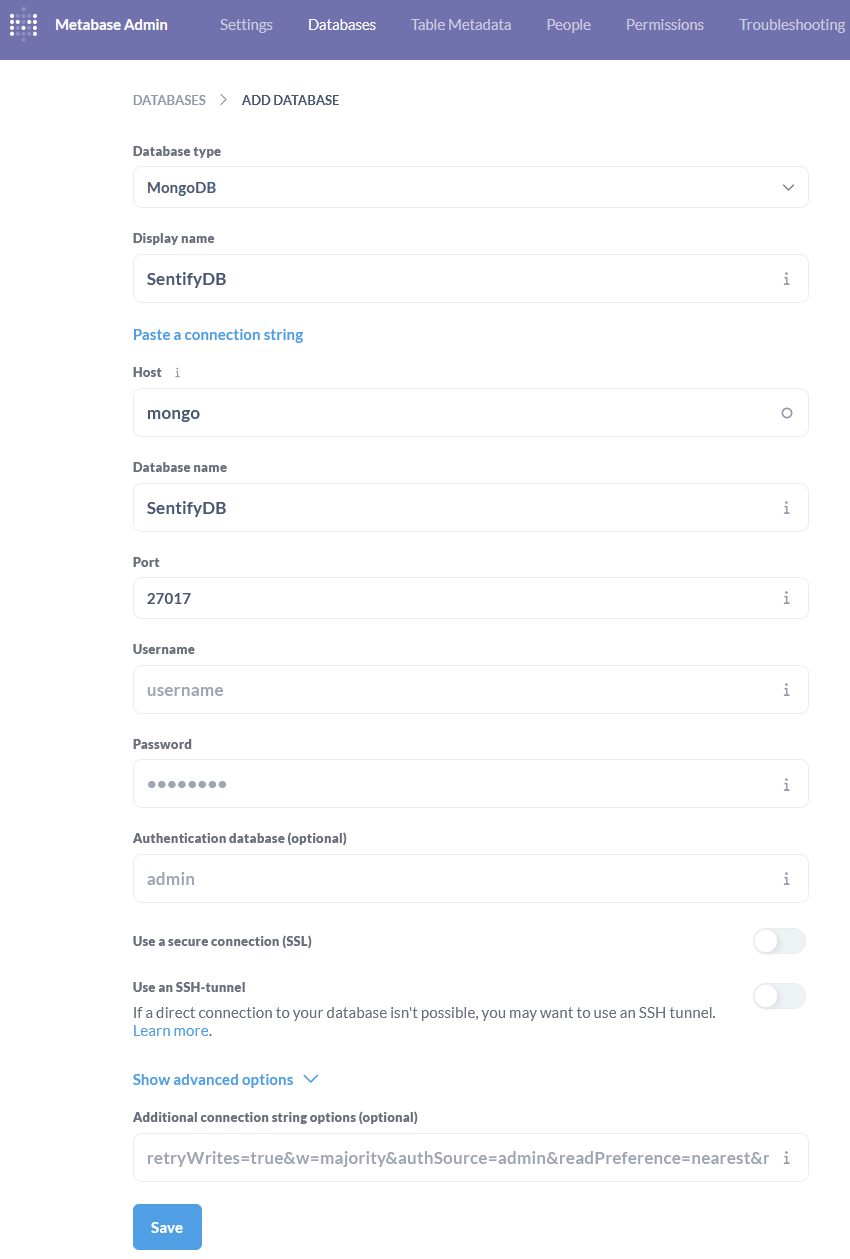 Metabase Admin Settings Databases Table Metadata People Permissions Troubleshooting
DATABASES > ADD DATABASE
Database type
MongoDB
Display name
SentifyDB
Paste a connection string
Host
mongo
Database name
SentifyDB
Port
27017
Username
username
Password
••••••••
Authentication database (optional)
admin
Use a secure connection (SSL)
Use an SSH-tunnel
If a direct connection to your database isn't possible, you may want to use an SSH tunnel.
Learn more.
Show advanced options
Additional connection string options (optional)
retryWrites=true&w=majority&authSource=admin&readPreference=nearest&r
Save